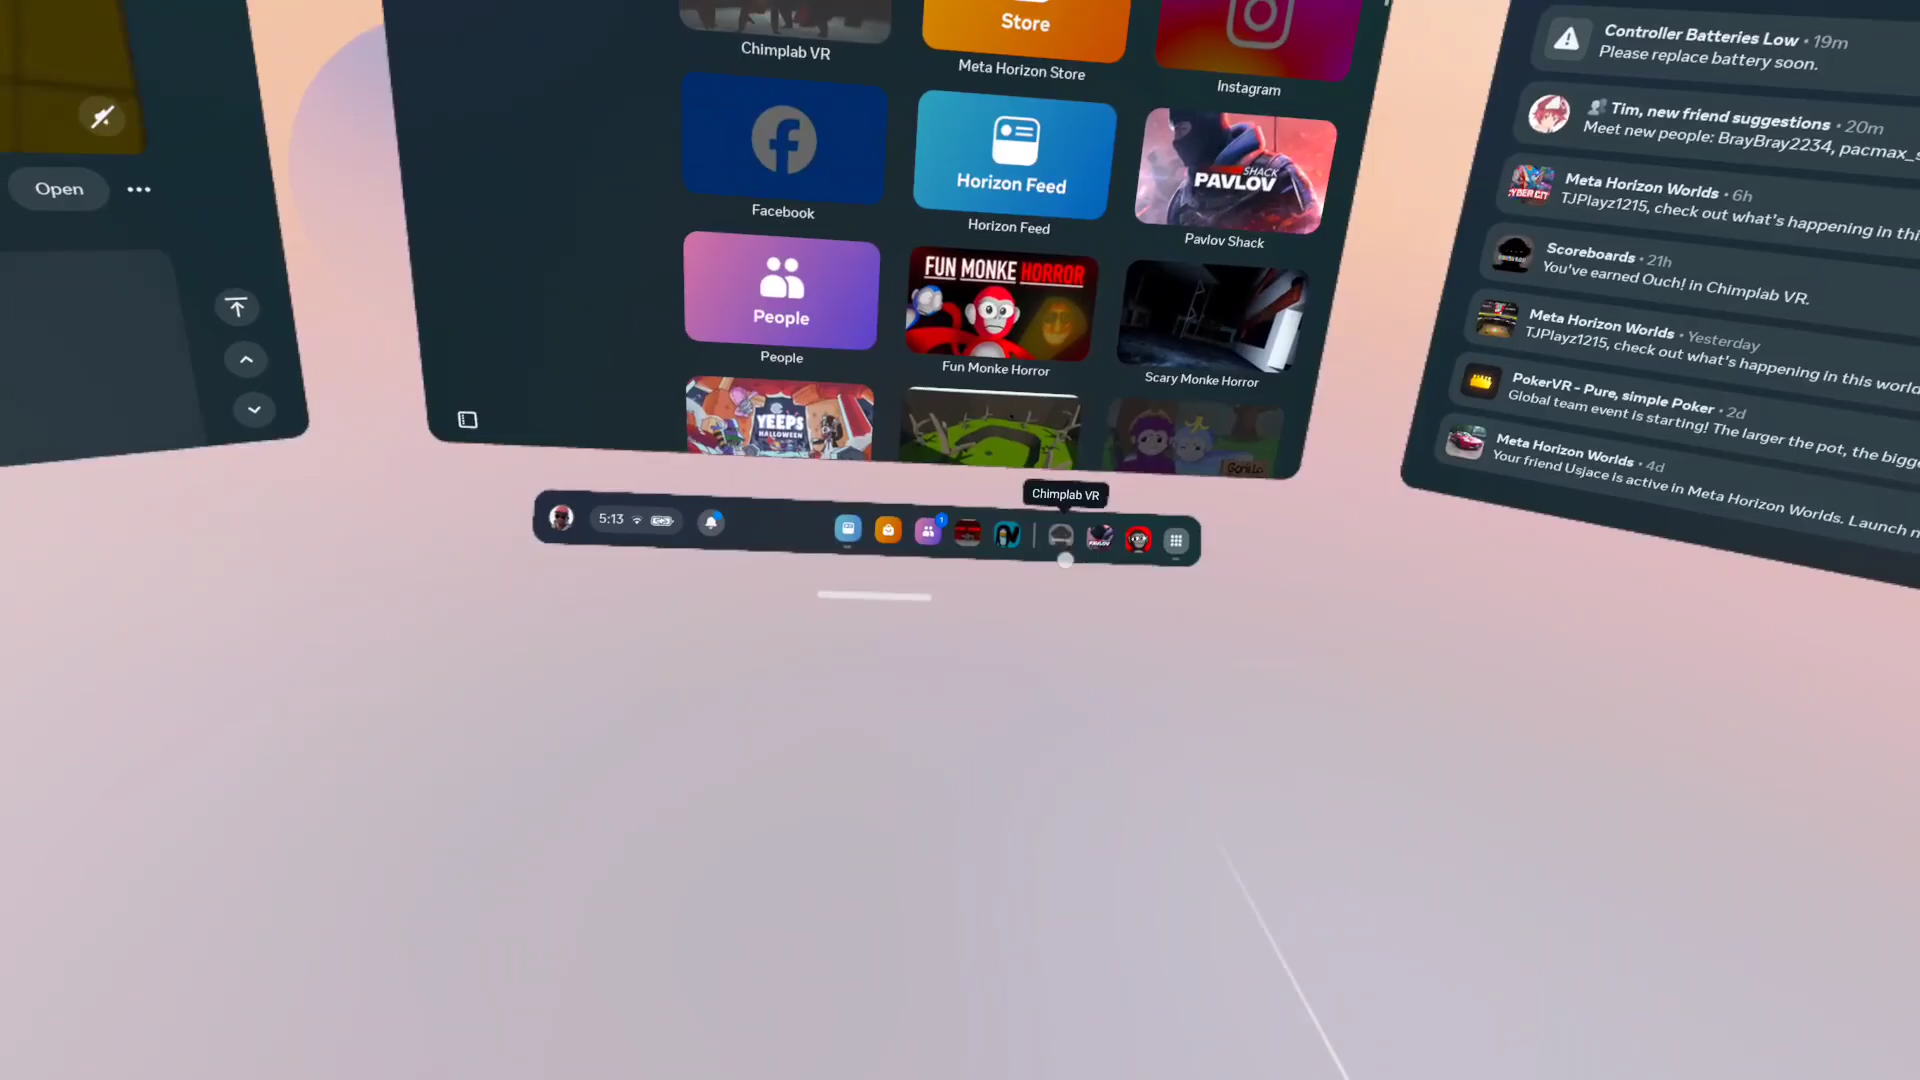 Open
Chimplab VR
Store
Meta Horizon Store
Instagram
Facebook
Horizon Feed
Horizon Feed
SHACK
PAVLOV
Pavlov Shack
People
People
FUN MONKE HORROR
Fun Monke Horror
Scary Monke Horror
YEEPS
HALLOWEEN
Gorilla
Controller Batteries Low • 19m
Please replace battery soon.
Tim, new friend suggestions • 20m
Meet new people: BrayBray2234, pacmax_s
Meta Horizon Worlds • 6h
TJPlayz1215, check out what's happening in this
Scoreboards • 21h
You've earned Ouch! in Chimplab VR.
Meta Horizon Worlds • Yesterday
TJPlayz1215, check out what's happening in this world
PokerVR - Pure, simple Poker • 2d
Global team event is starting! The larger the pot, the bigge
Meta Horizon Worlds • 4d
Your friend Usjace is active in Meta Horizon Worlds. Launch
Chimplab VR
5:13
1